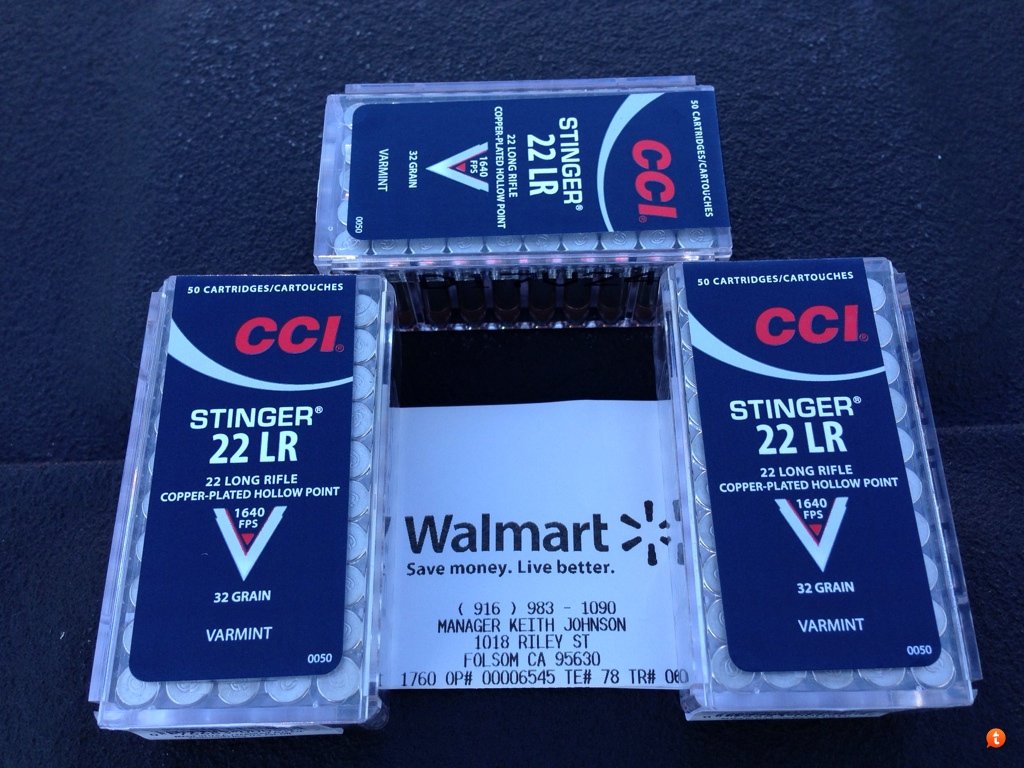 50 CARTRIDGES/CARTOUCHES
CCI®
STINGER®
22 LR
22 LONG RIFLE
COPPER-PLATED HOLLOW POINT
1640
FPS
32 GRAIN
VARMINT
0050
50 CARTRIDGES/CARTOUCHES
CCI®
STINGER®
22 LR
22 LONG RIFLE
COPPER-PLATED HOLLOW POINT
1640
FPS
32 GRAIN
VARMINT
0050
Walmart
Save money. Live better.
( 916 ) 983 - 1090
MANAGER KEITH JOHNSON
1018 RILEY ST
FOLSOM CA 95630
1760 OP# 00006545 TE# 78 TR#
50 CARTRIDGES/CARTOUCHES
CCI®
STINGER®
22 LR
22 LONG RIFLE
COPPER-PLATED HOLLOW POINT
1640
FPS
32 GRAIN
VARMINT
0050
t